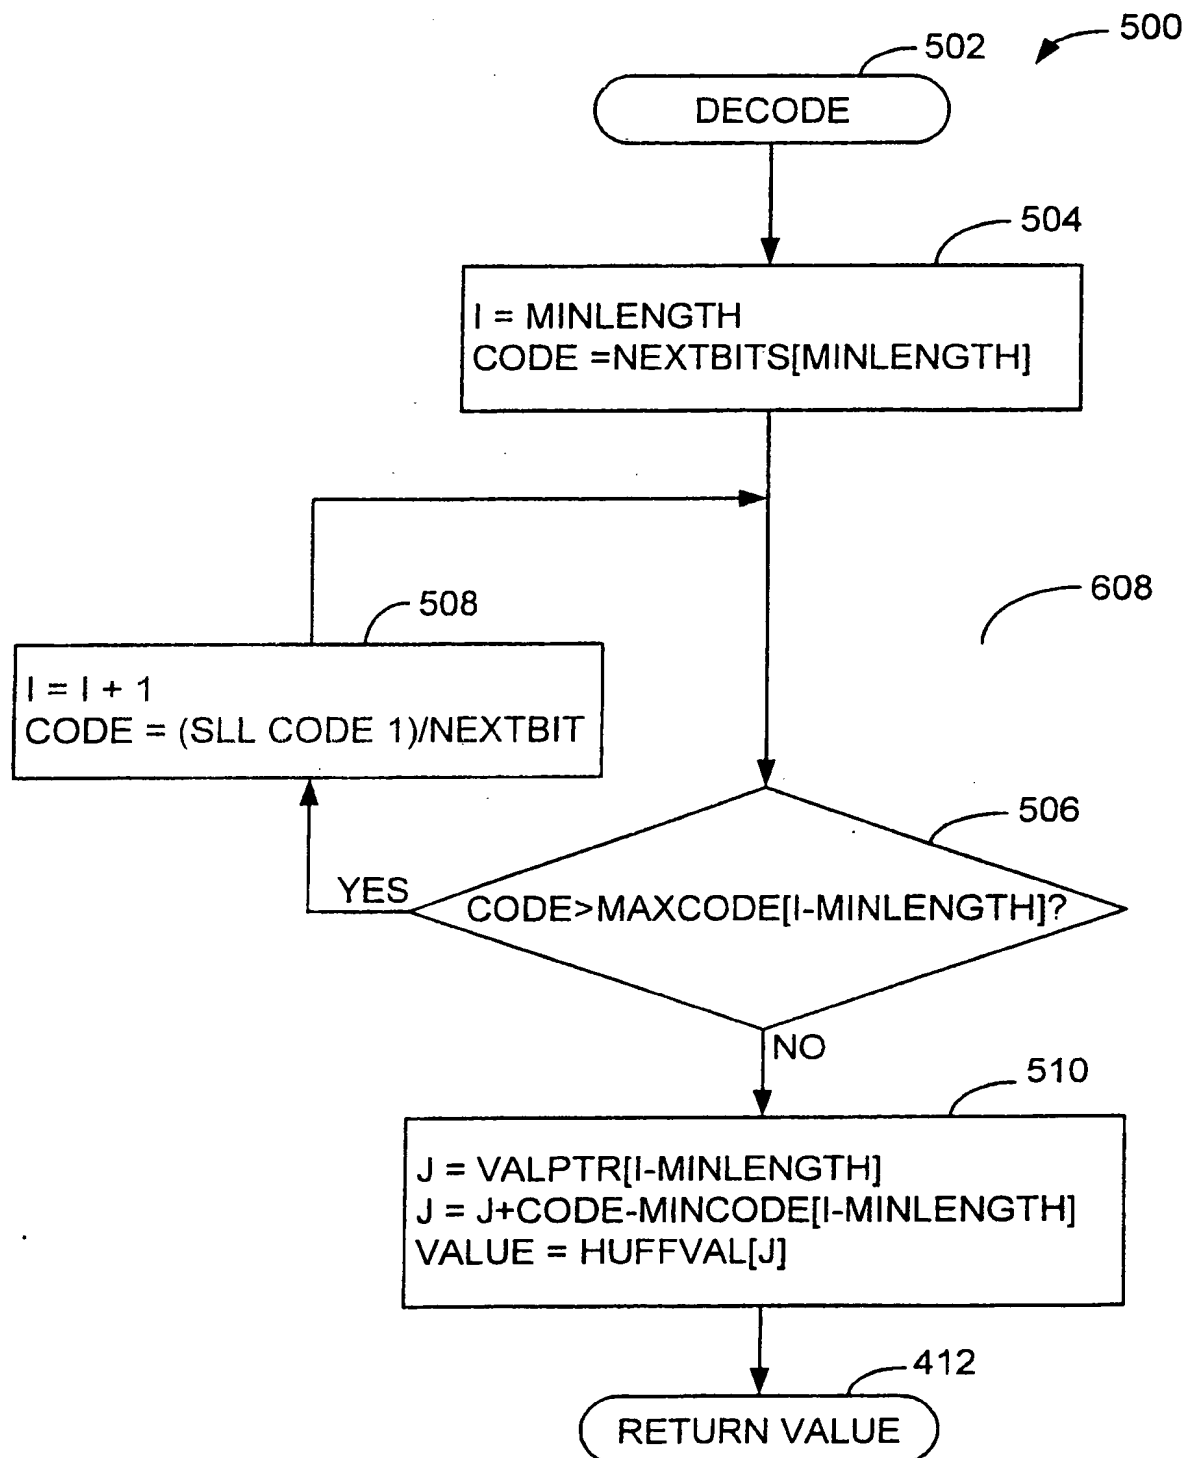 500
502
DECODE
504
I = MINLENGTH
CODE =NEXTBITS[MINLENGTH]
608
508
I = I + 1
CODE = (SLL CODE 1)/NEXTBIT
506
YES
CODE>MAXCODE[I-MINLENGTH]?
NO
510
J = VALPTR[I-MINLENGTH]
J = J+CODE-MINCODE[I-MINLENGTH]
VALUE = HUFFVAL[J]
412
RETURN VALUE